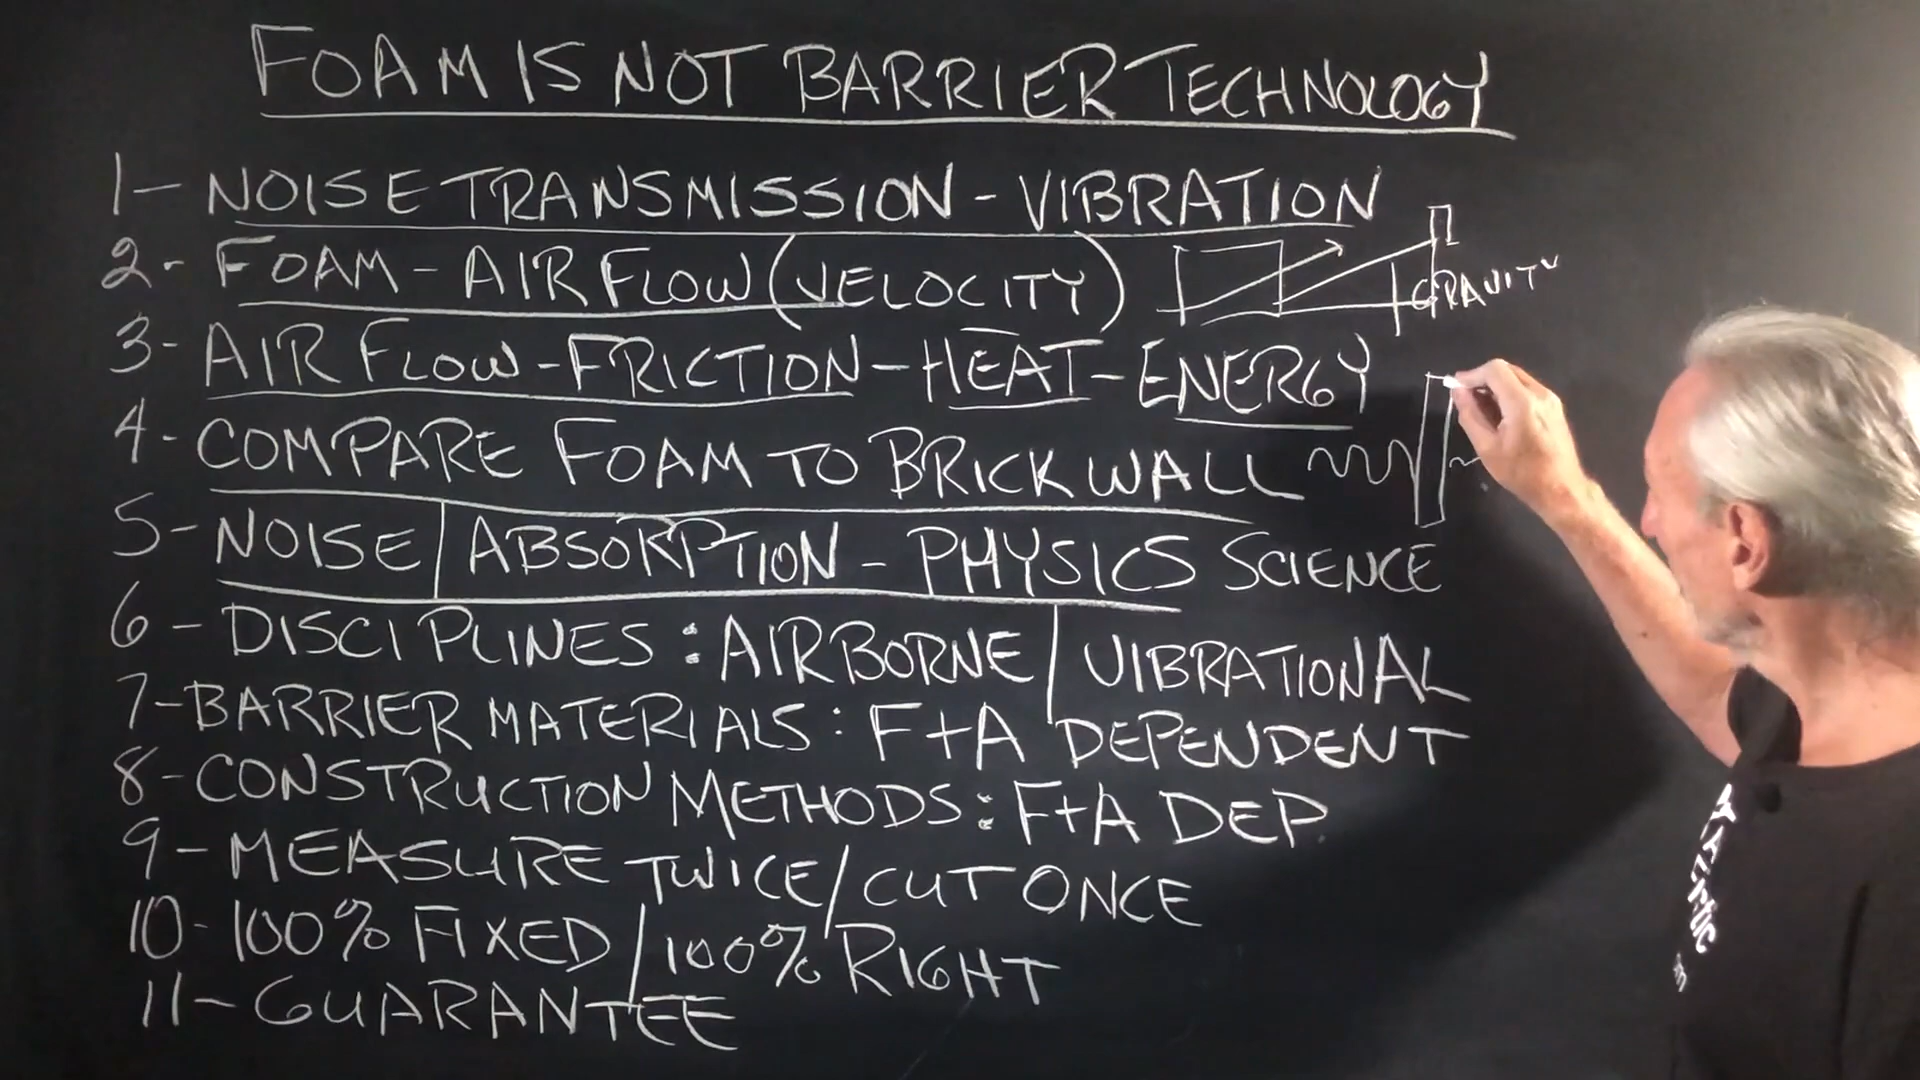 FOAM IS NOT BARRIER TECHNOLOGY
1- NOISE TRANSMISSION - VIBRATION
2- FOAM - AIR FLOW (VELOCITY)
GRAVITY
3- AIR FLOW - FRICTION - HEAT - ENERGY
4- COMPARE FOAM TO BRICK WALL
5- NOISE / ABSORPTION - PHYSICS SCIENCE
6- DISCIPLINES : AIRBORNE / VIBRATIONAL
7- BARRIER MATERIALS : F+A DEPENDENT
8- CONSTRUCTION METHODS : F+A DEP
9- MEASURE TWICE / CUT ONCE
10- 100% FIXED / 100% RIGHT
11- GUARANTEE